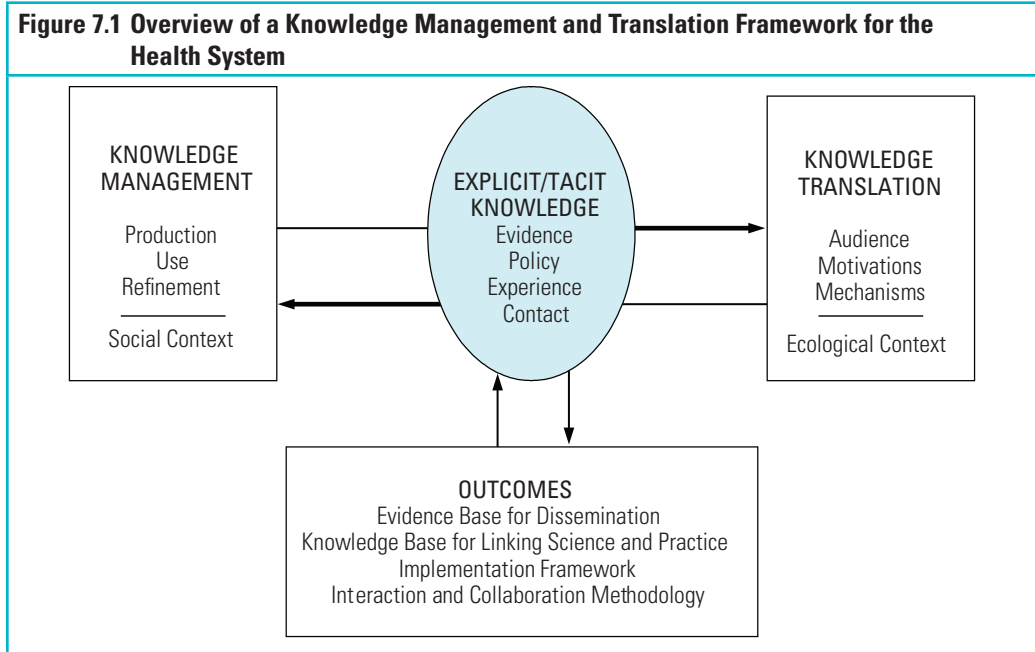 Figure 7.1 Overview of a Knowledge Management and Translation Framework for the
Health System
KNOWLEDGE
MANAGEMENT
Production
Use
Refinement
Social Context
EXPLICIT/TACIT
KNOWLEDGE
Evidence
Policy
Experience
Contact
KNOWLEDGE
TRANSLATION
Audience
Motivations
Mechanisms
Ecological Context
OUTCOMES
Evidence Base for Dissemination
Knowledge Base for Linking Science and Practice
Implementation Framework
Interaction and Collaboration Methodology